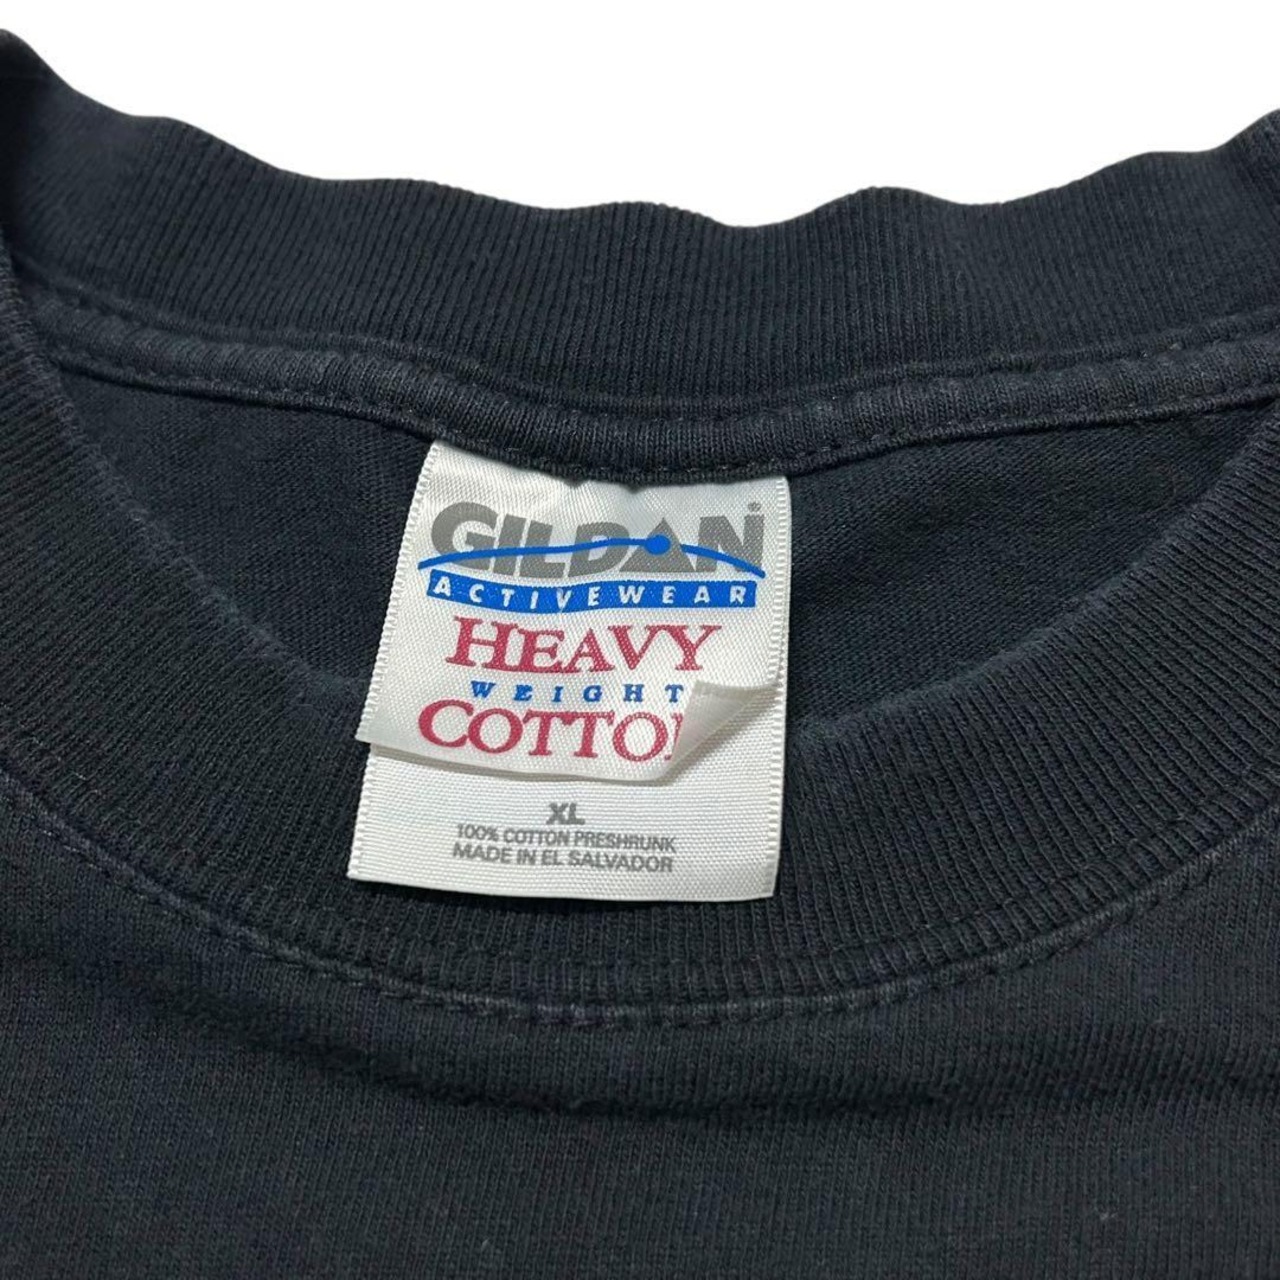 GILDAN®
ACTIVEWEAR
HEAVY
WEIGHT
COTTO
XL
100% COTTON PRESHRUNK
MADE IN EL SALVADOR